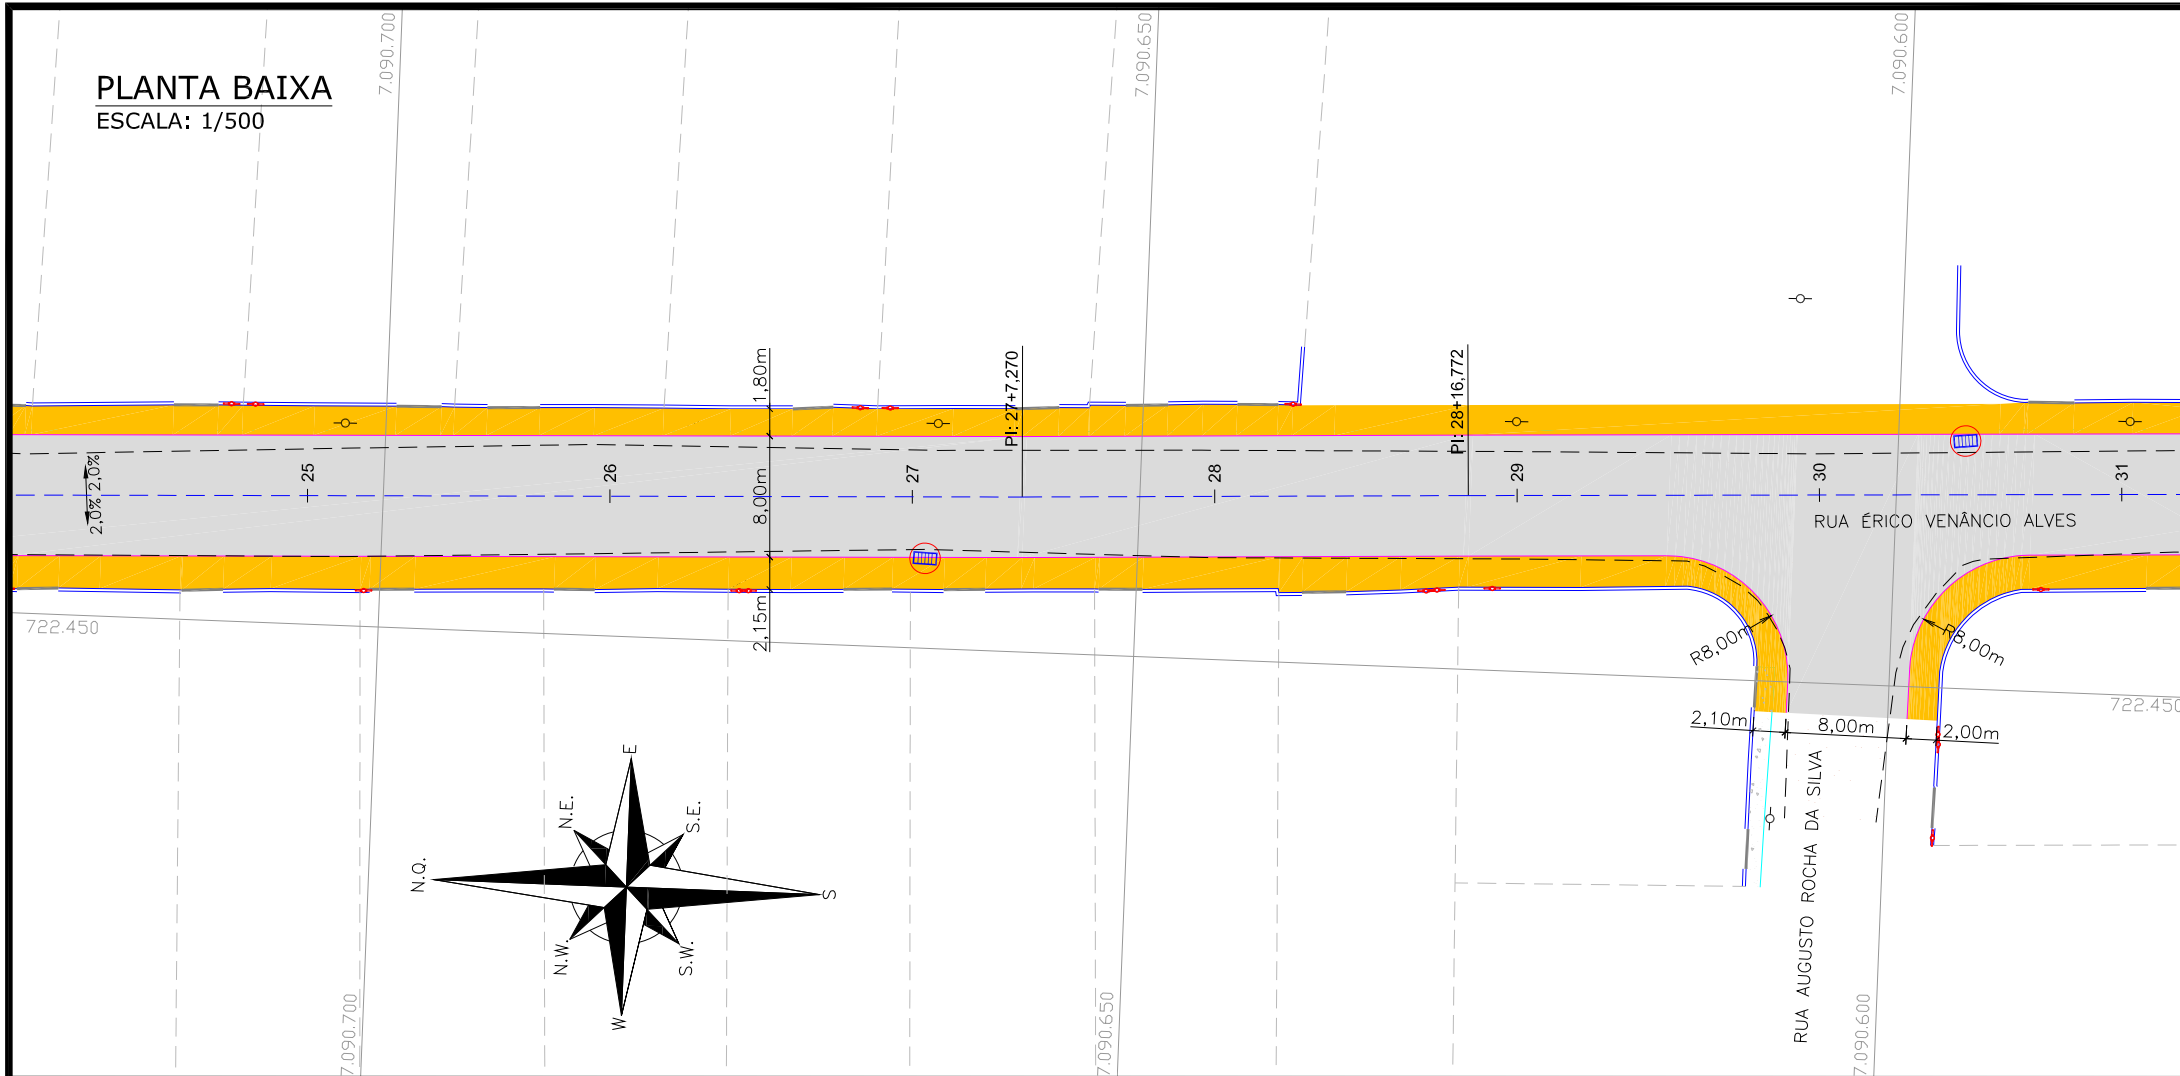 PLANTA BAIXA
ESCALA: 1/500
7.090.700
7.090.650
7.090.600
1,80m
PI: 27+7,270
PI: 28+16,772
2,0% 2,0%
25
26
8,00m
27
28
29
30
31
RUA ÉRICO VENÂNCIO ALVES
722.450
2,15m
R8,00m
R8,00m
722.450
2,10m
8,00m
2,00m
RUA AUGUSTO ROCHA DA SILVA
E
N.E.
S.E.
N.Q.
S
N.W.
S.W.
W
7.090.700
7.090.650
7.090.600